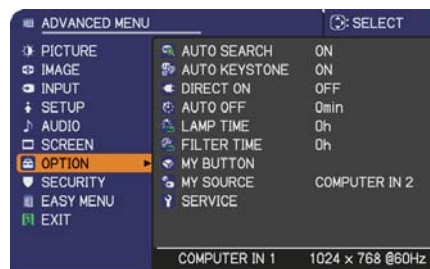 ADVANCED MENU
: SELECT
PICTURE
IMAGE
INPUT
SETUP
AUDIO
SCREEN
OPTION
SECURITY
EASY MENU
EXIT
AUTO SEARCH ON
AUTO KEYSTONE ON
DIRECT ON OFF
AUTO OFF 0min
LAMP TIME 0h
FILTER TIME 0h
MY BUTTON
MY SOURCE COMPUTER IN 2
SERVICE
COMPUTER IN 1 1024 x 768 @60Hz